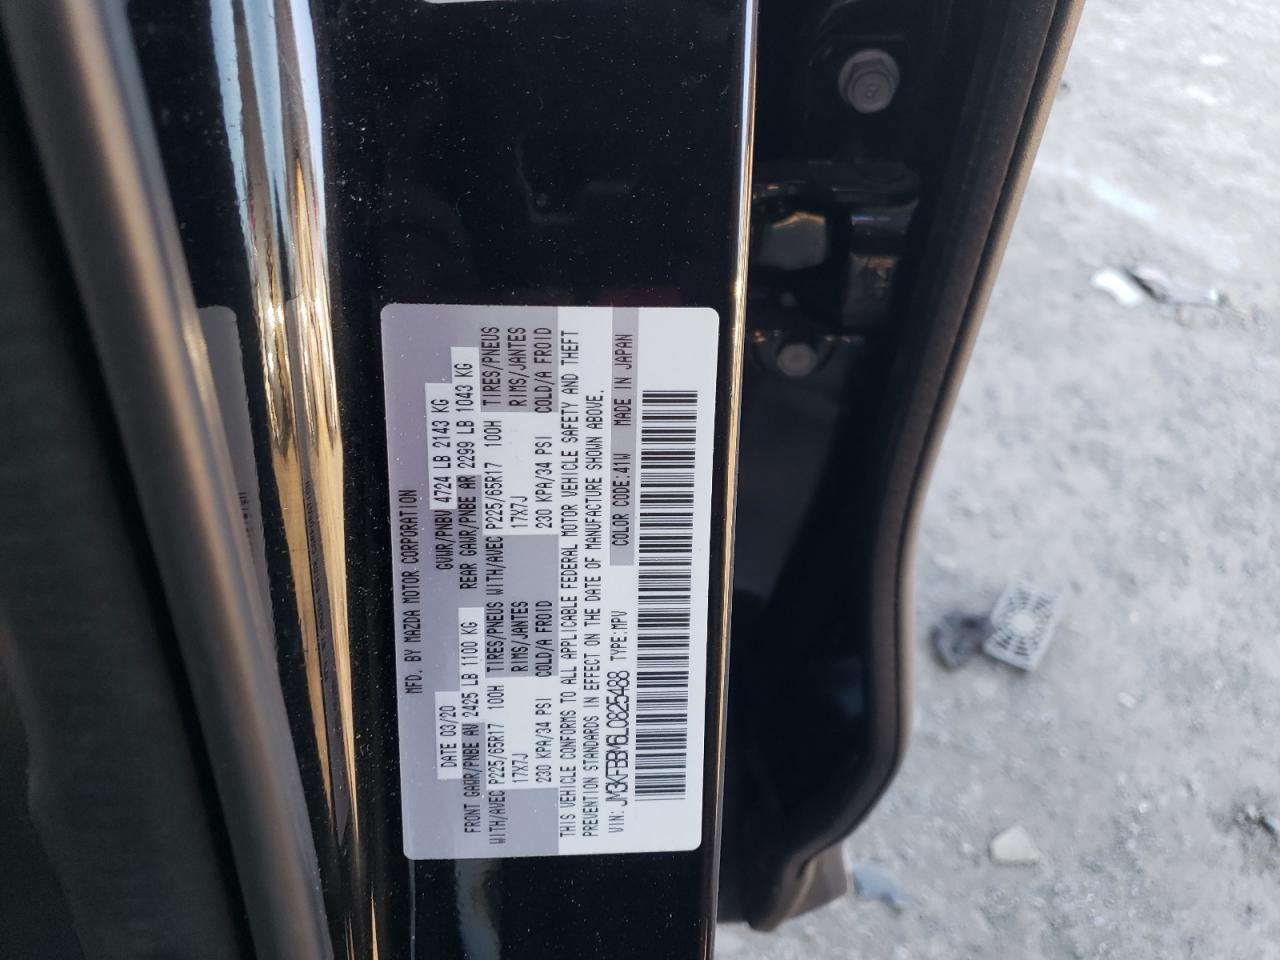 MFD. BY MAZDA MOTOR CORPORATION
DATE 03/20 GVWR/PNBV 4724 LB 2143 KG
FRONT GAWR/PNBE AV 2425 LB 1100 KG REAR GAWR/PNBE AR 2299 LB 1043 KG
WITH/AVEC P225/65R17 100H TIRES/PNEUS WITH/AVEC P225/65R17 100H TIRES/PNEUS
17X7J RIMS/JANTES 17X7J RIMS/JANTES
230 KPA/34 PSI COLD/A FROID 230 KPA/34 PSI COLD/A FROID
THIS VEHICLE CONFORMS TO ALL APPLICABLE FEDERAL MOTOR VEHICLE SAFETY AND THEFT
PREVENTION STANDARDS IN EFFECT ON THE DATE OF MANUFACTURE SHOWN ABOVE.
VIN: JM3KFBBM6L0825488 TYPE:MPV COLOR CODE:41W MADE IN JAPAN